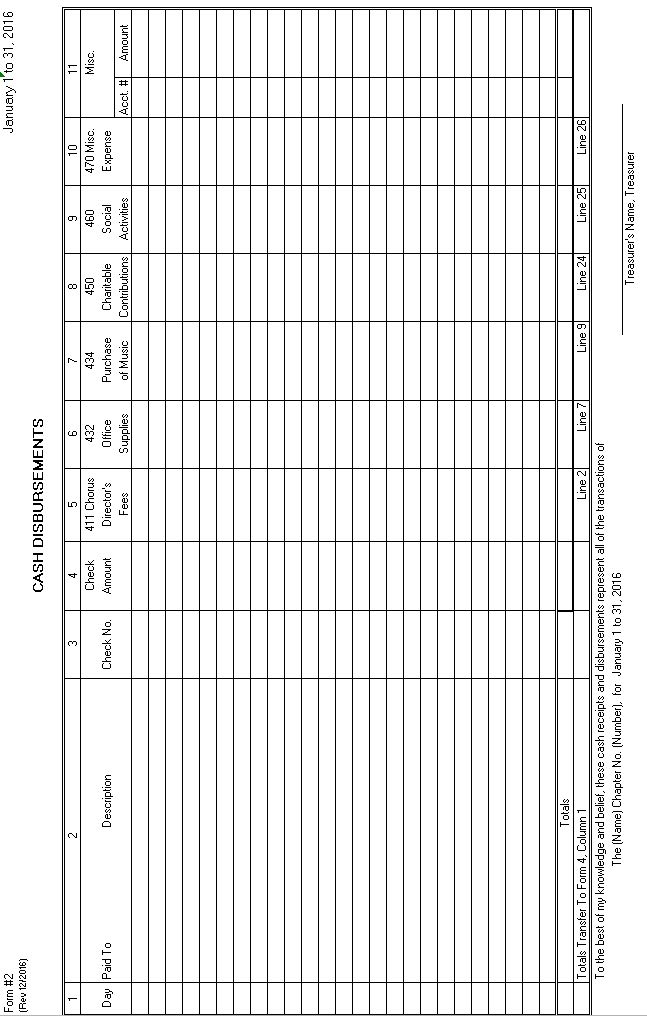 Form #2
January 1 to 31, 2016
(Rev 12/2016)
CASH DISBURSEMENTS
1 2 3 4 5 6 7 8 9 10 11
Check 411 Chorus 432 434 450 460 470 Misc. Misc.
Day Paid To Description Check No. Amount Director's Office Purchase Charitable Social Expense
Fees Supplies of Music Contributions Activities Acct. # Amount
Totals
Totals Transfer To Form 4, Column 1 Line 2 Line 7 Line 9 Line 24 Line 25 Line 26
To the best of my knowledge and belief, these cash receipts and disbursements represent all of the transactions of
The (Name) Chapter No. (Number), for January 1 to 31, 2016
Treasurer's Name, Treasurer